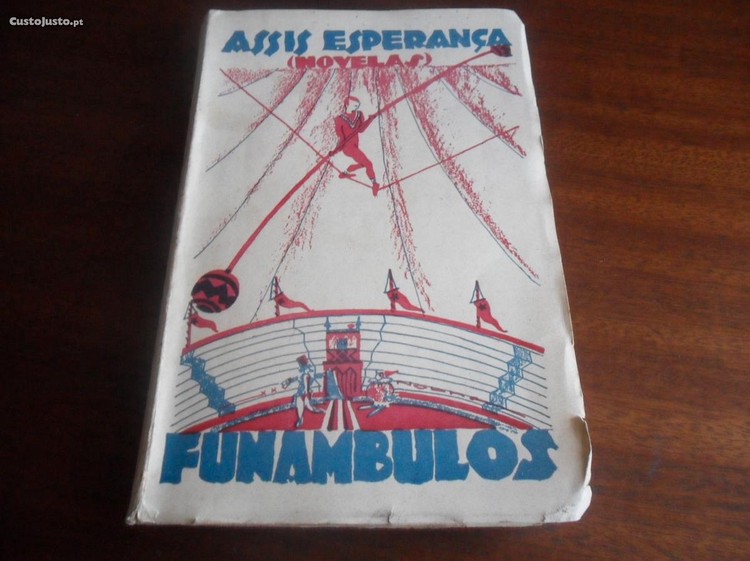 CustoJusto.pt
ASSIS ESPERANÇA
(NOVELAS)
FUNAMBULOS